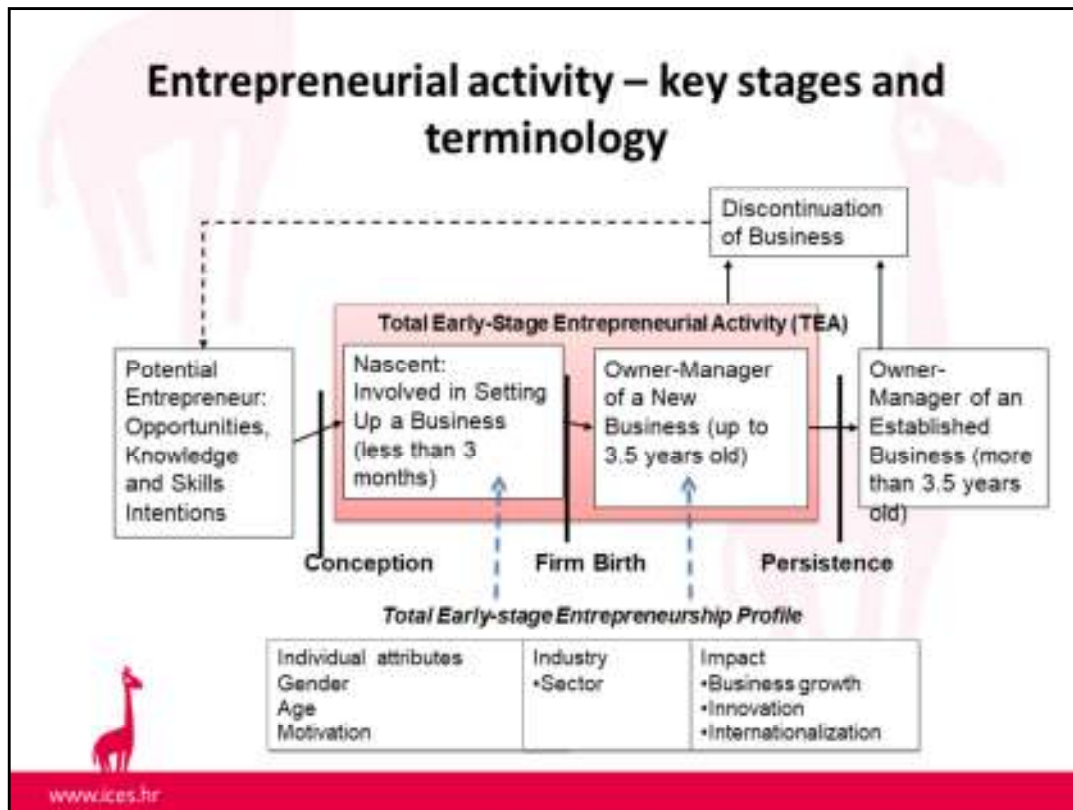 Entrepreneurial activity – key stages and
terminology
Discontinuation
of Business
Total Early-Stage Entrepreneurial Activity (TEA)
Potential
Entrepreneur:
Opportunities,
Knowledge
and Skills
Intentions
Nascent:
Involved in Setting
Up a Business
(less than 3
months)
Owner-Manager
of a New
Business (up to
3.5 years old)
Owner-
Manager of an
Established
Business (more
than 3.5 years
old)
Conception
Firm Birth
Persistence
Total Early-stage Entrepreneurship Profile
Individual attributes
Gender
Age
Motivation
Industry
•Sector
Impact
•Business growth
•Innovation
•Internationalization
www.ices.hr